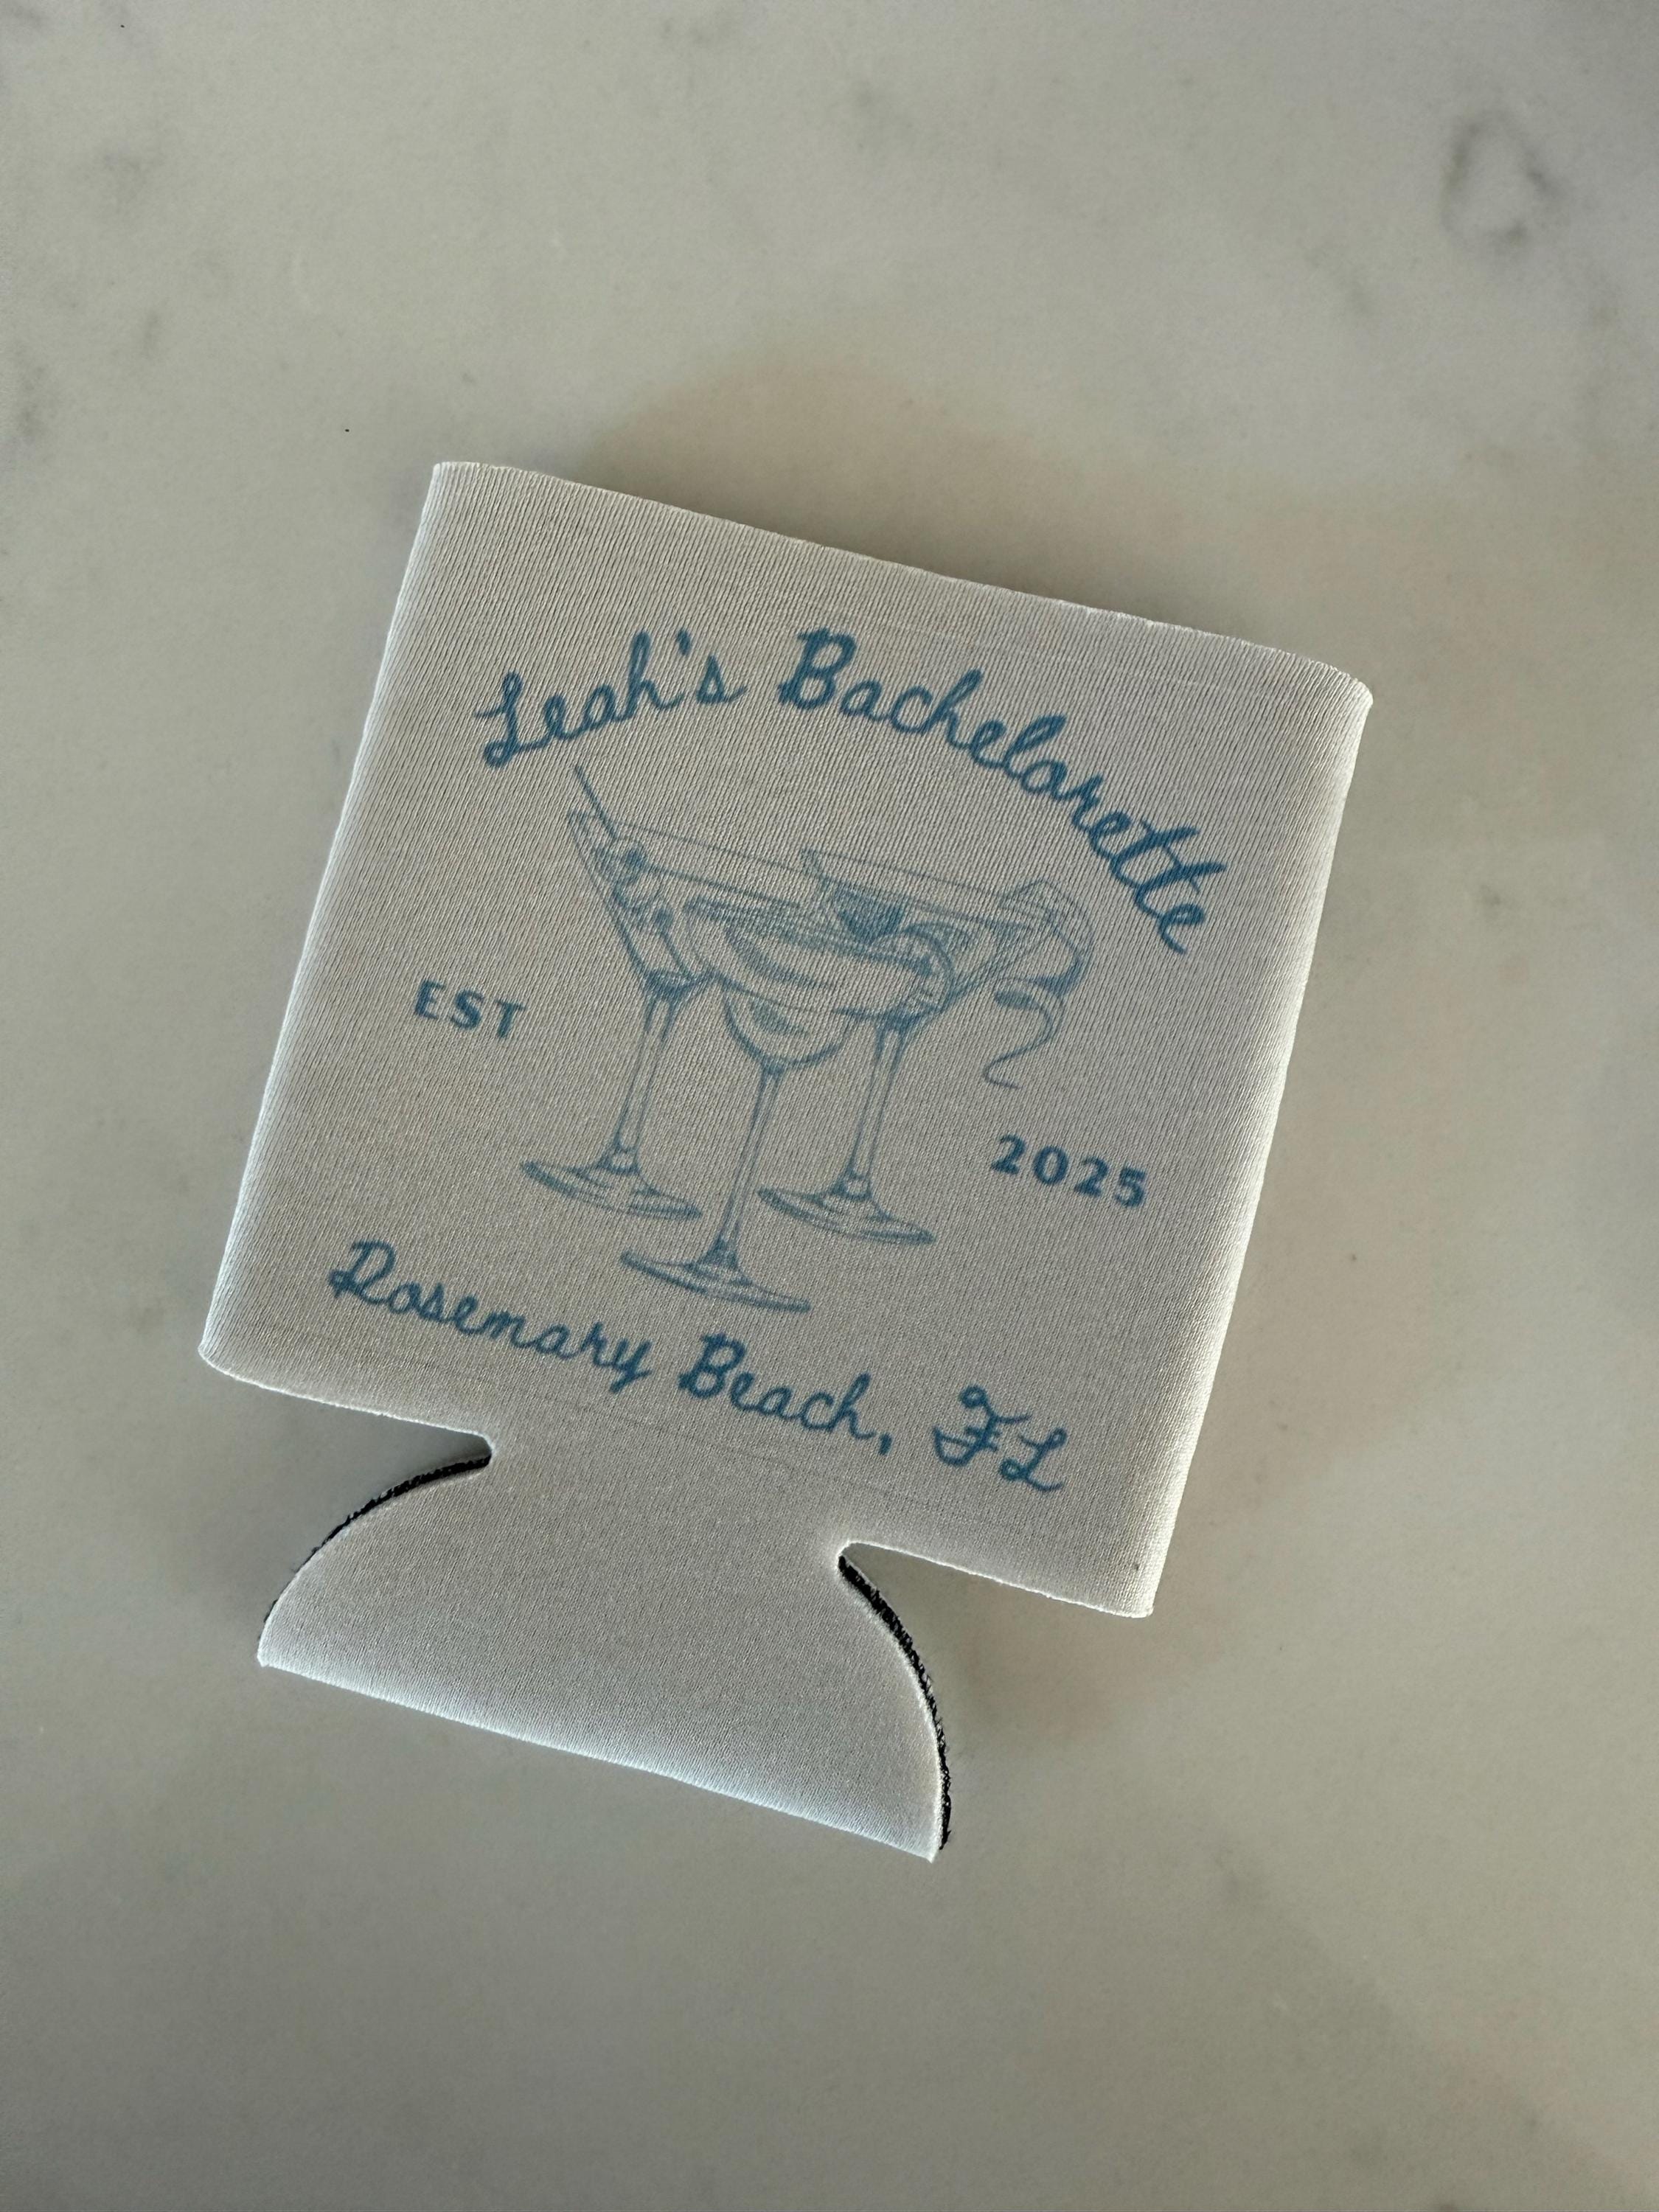 Leah's Bachelorette
EST
2025
Rosemary Beach, FL